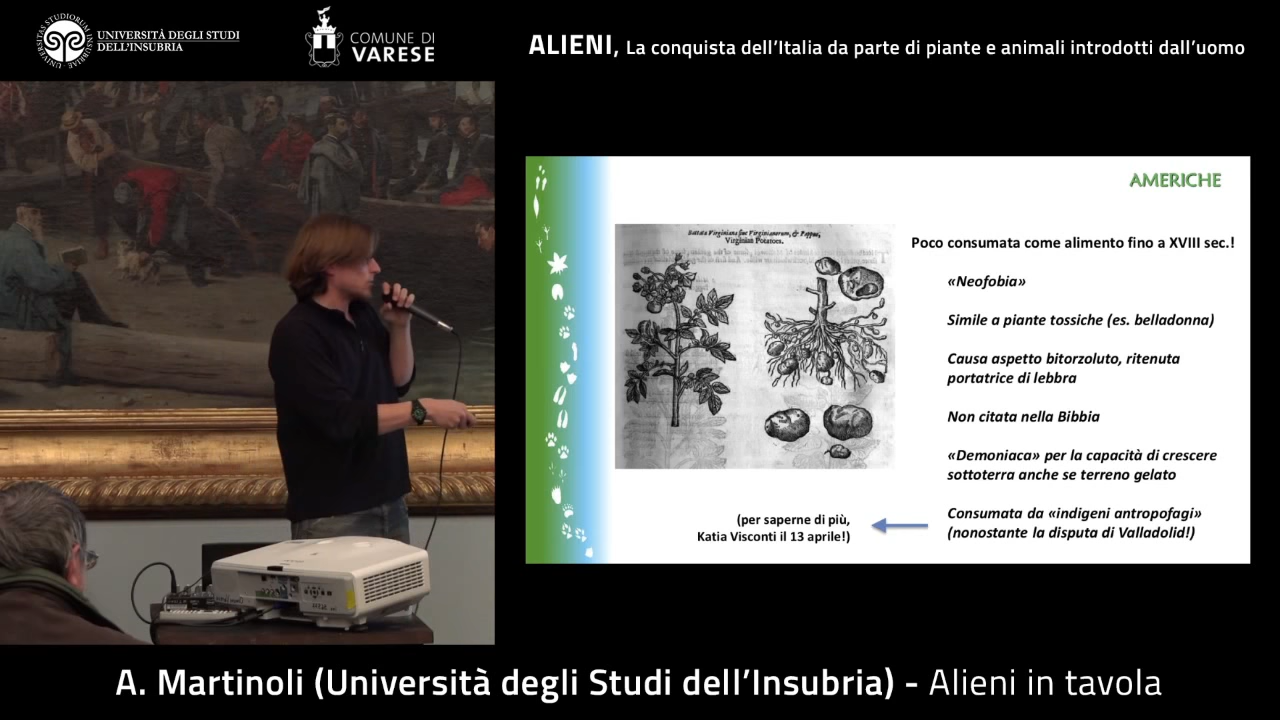 UNIVERSITÀ DEGLI STUDI
DELL'INSUBRIA
COMUNE DI
VARESE
ALIENI, La conquista dell'Italia da parte di piante e animali introdotti dall'uomo
AMERICHE
Virginian Potatoes.
Poco consumata come alimento fino a XVIII sec.!
«Neofobia»
Simile a piante tossiche (es. belladonna)
Causa aspetto bitorzoluto, ritenuta
portatrice di lebbra
Non citata nella Bibbia
«Demoniaca» per la capacità di crescere
sottoterra anche se terreno gelato
Consumata da «indigeni antropofagi»
(nonostante la disputa di Valladolid!)
(per saperne di più,
Katia Visconti il 13 aprile!)
A. Martinoli (Università degli Studi dell'Insubria) - Alieni in tavola